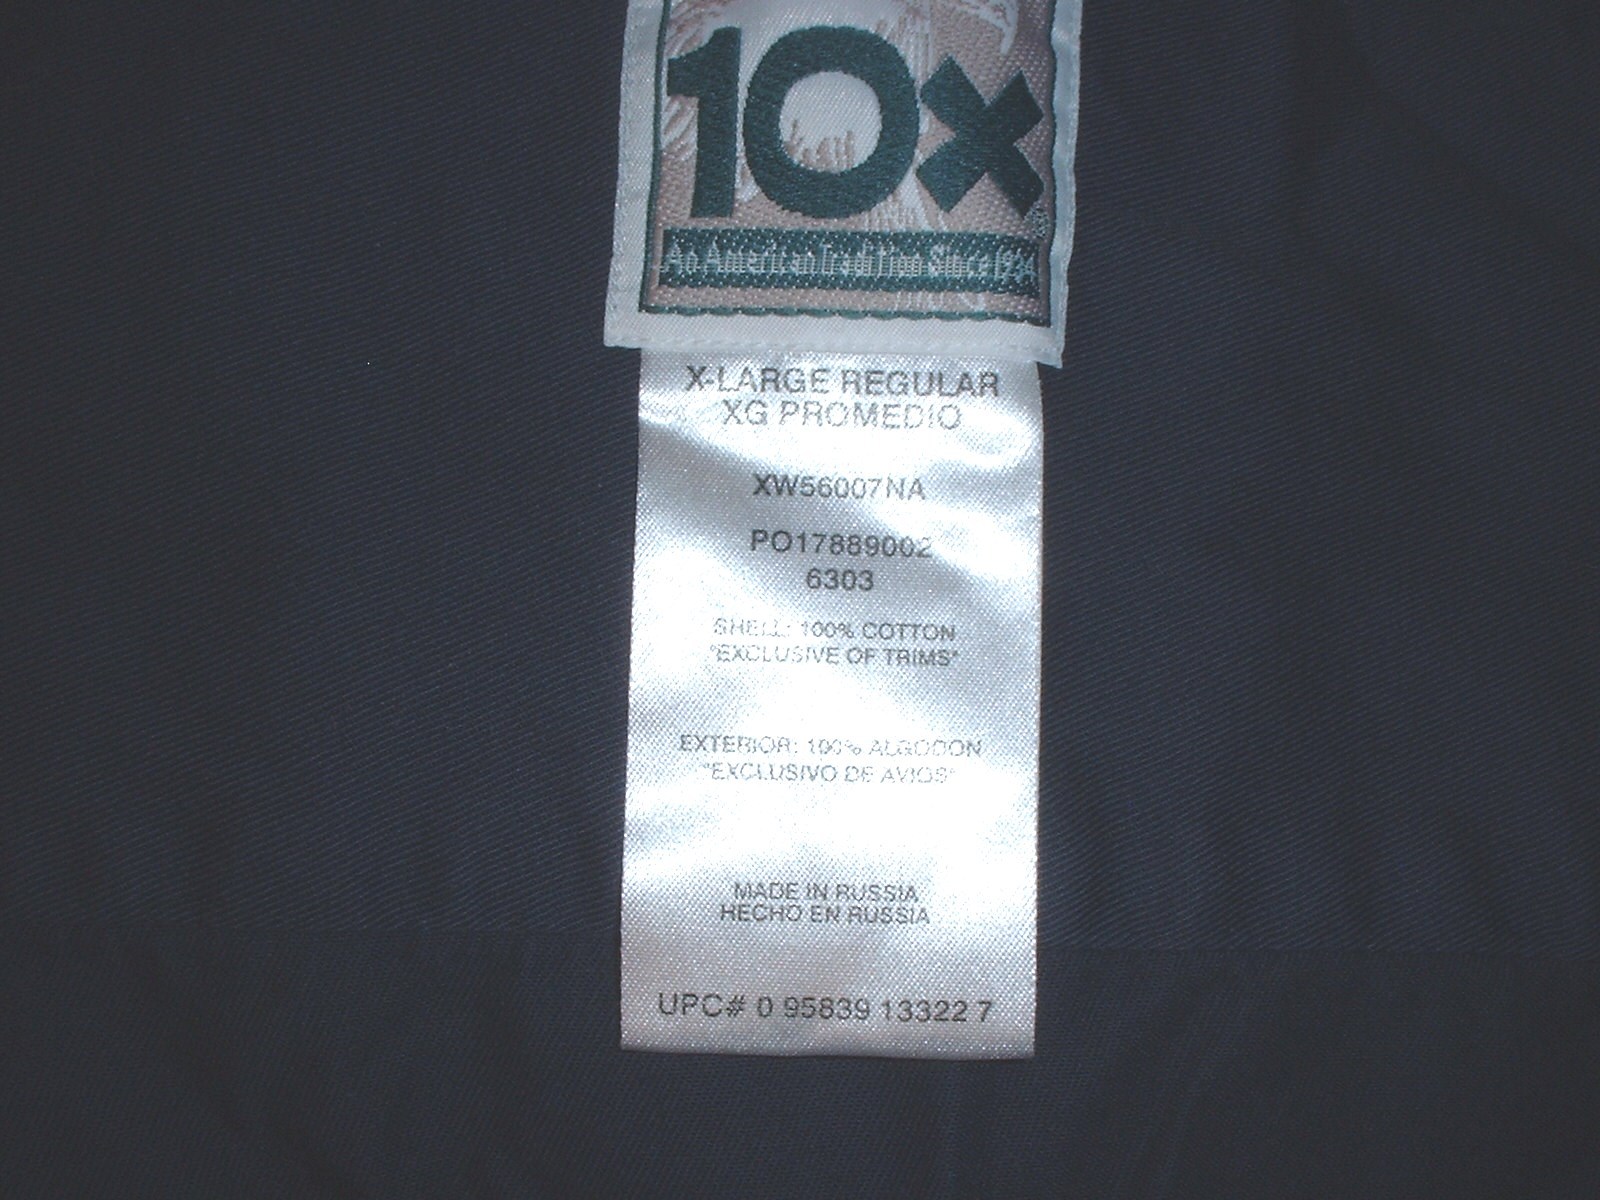 10x
®
An American Tradition Since 1934
X-LARGE REGULAR
XG PROMEDIO
XW56007NA
PO17889002
6303
SHELL: 100% COTTON
"EXCLUSIVE OF TRIMS"
EXTERIOR: 100% ALGODON
"EXCLUSIVO DE AVIOS"
MADE IN RUSSIA
HECHO EN RUSSIA
UPC# 0 95839 13322 7